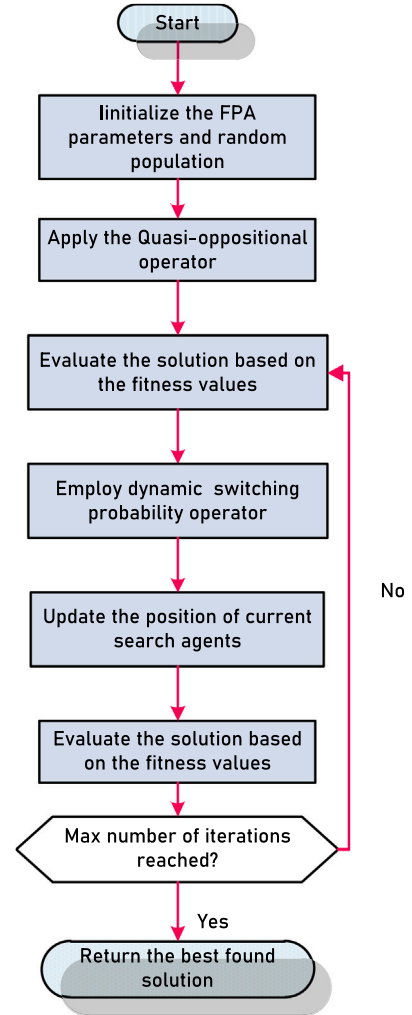 Start
Iinitialize the FPA
parameters and random
population
Apply the Quasi-oppositional
operator
Evaluate the solution based on
the fitness values
Employ dynamic switching
probability operator
Update the position of current
search agents
No
Evaluate the solution based
on the fitness values
Max number of iterations
reached?
Yes
Return the best found
solution